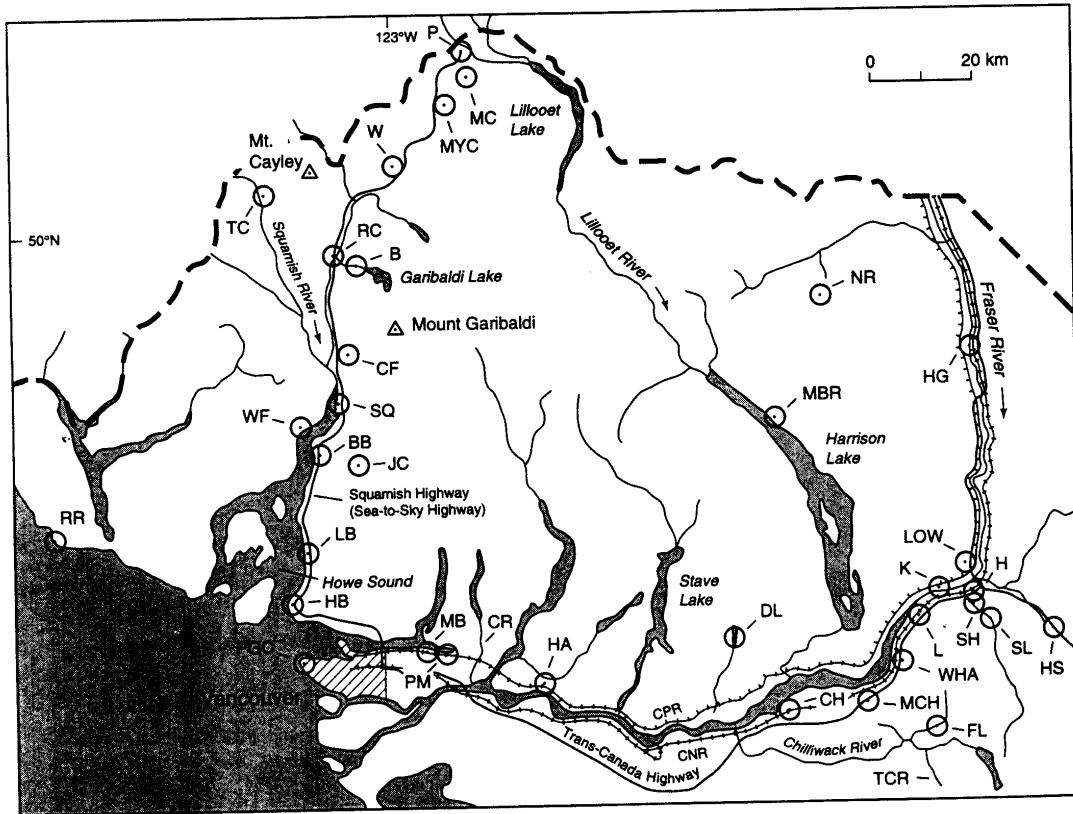 123°W
P
0 20 km
MC
Lillooet
Lake
MYC
W
Mt.
Cayley
TC
50°N
Squamish River
RC
B
Garibaldi Lake
Lillooet River
NR
Fraser River
Mount Garibaldi
CF
HG
SQ
MBR
WF
BB
JC
Harrison
Lake
Squamish Highway
(Sea-to-Sky Highway)
RR
LB
LOW
H
K
Howe Sound
Stave
Lake
HB
DL
MB
CR
HA
L
SH
SL
HS
WHA
PM
Vancouver
CPR
CH
MCH
FL
CNR
Trans-Canada Highway
Chilliwack River
TCR